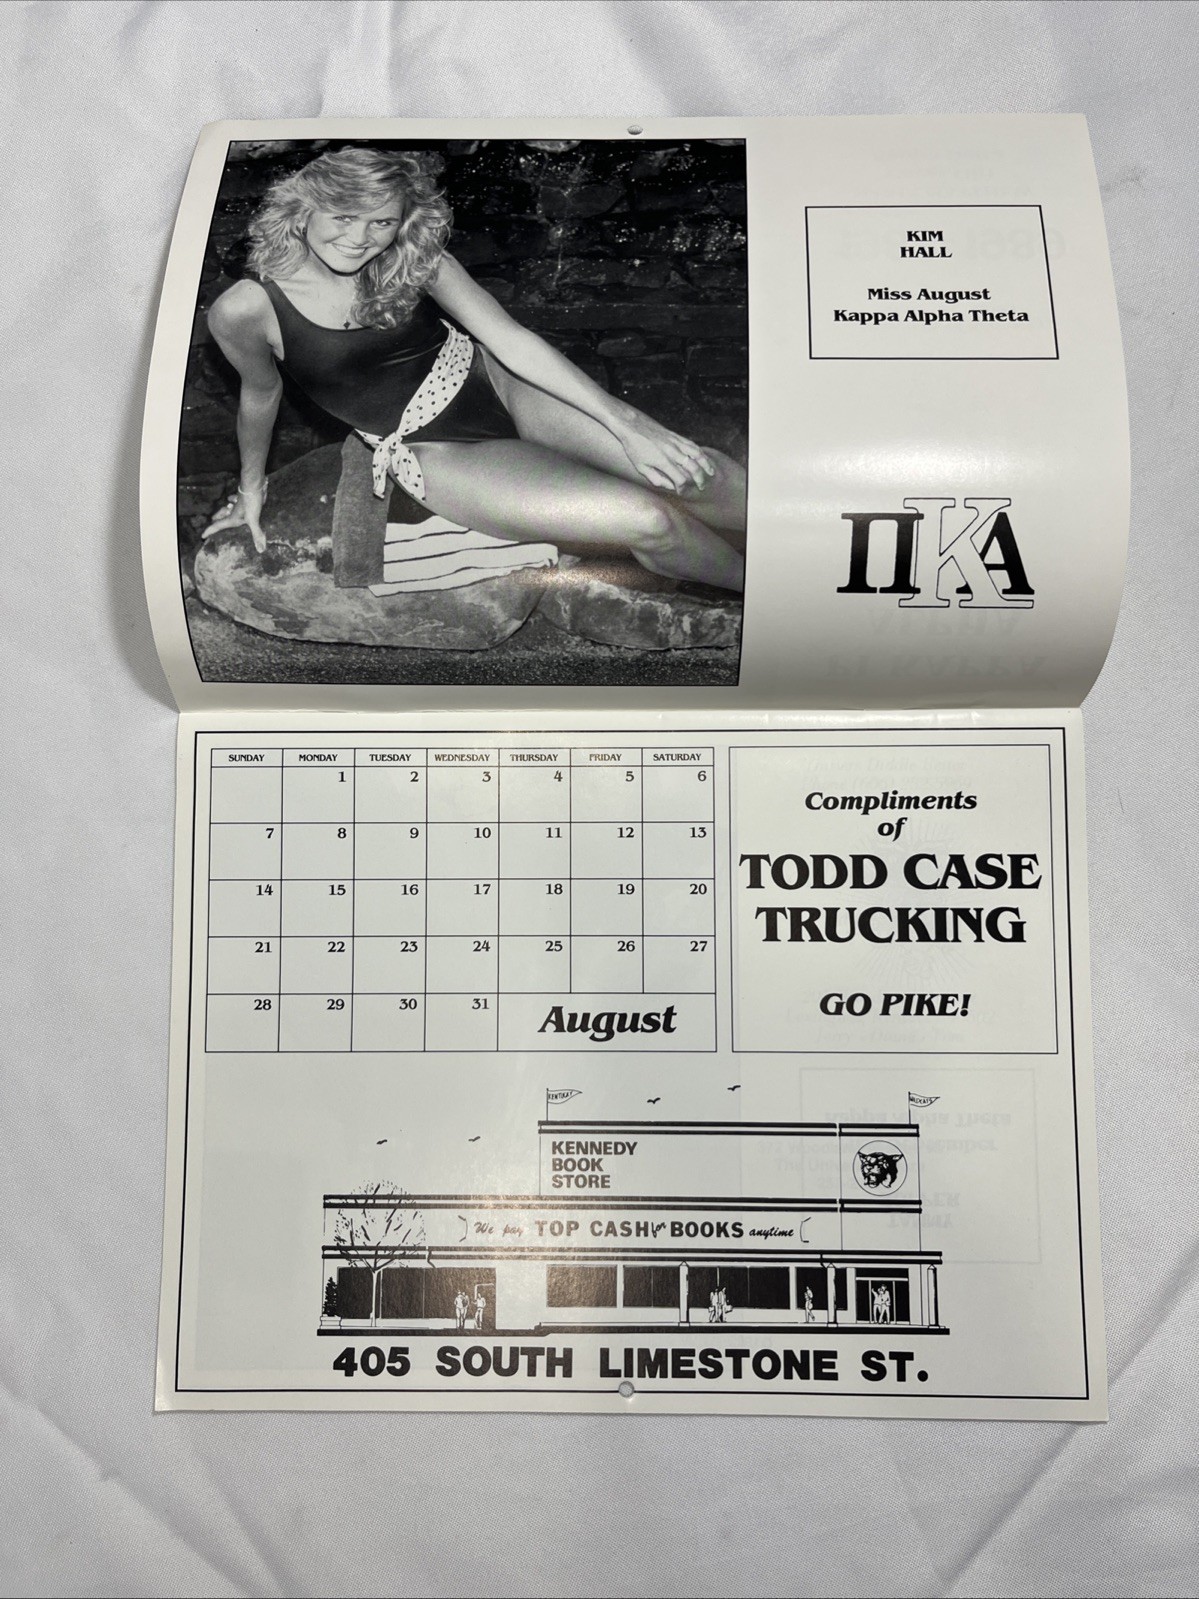 KIM
HALL
Miss August
Kappa Alpha Theta
ΠΚΑ
SUNDAY MONDAY TUESDAY WEDNESDAY THURSDAY FRIDAY SATURDAY
1 2 3 4 5 6
7 8 9 10 11 12 13
14 15 16 17 18 19 20
21 22 23 24 25 26 27
28 29 30 31 August
Compliments
of
TODD CASE
TRUCKING
GO PIKE!
KENTUCKY
WILDCATS
KENNEDY
BOOK
STORE
We pay TOP CASH for BOOKS anytime
405 SOUTH LIMESTONE ST.